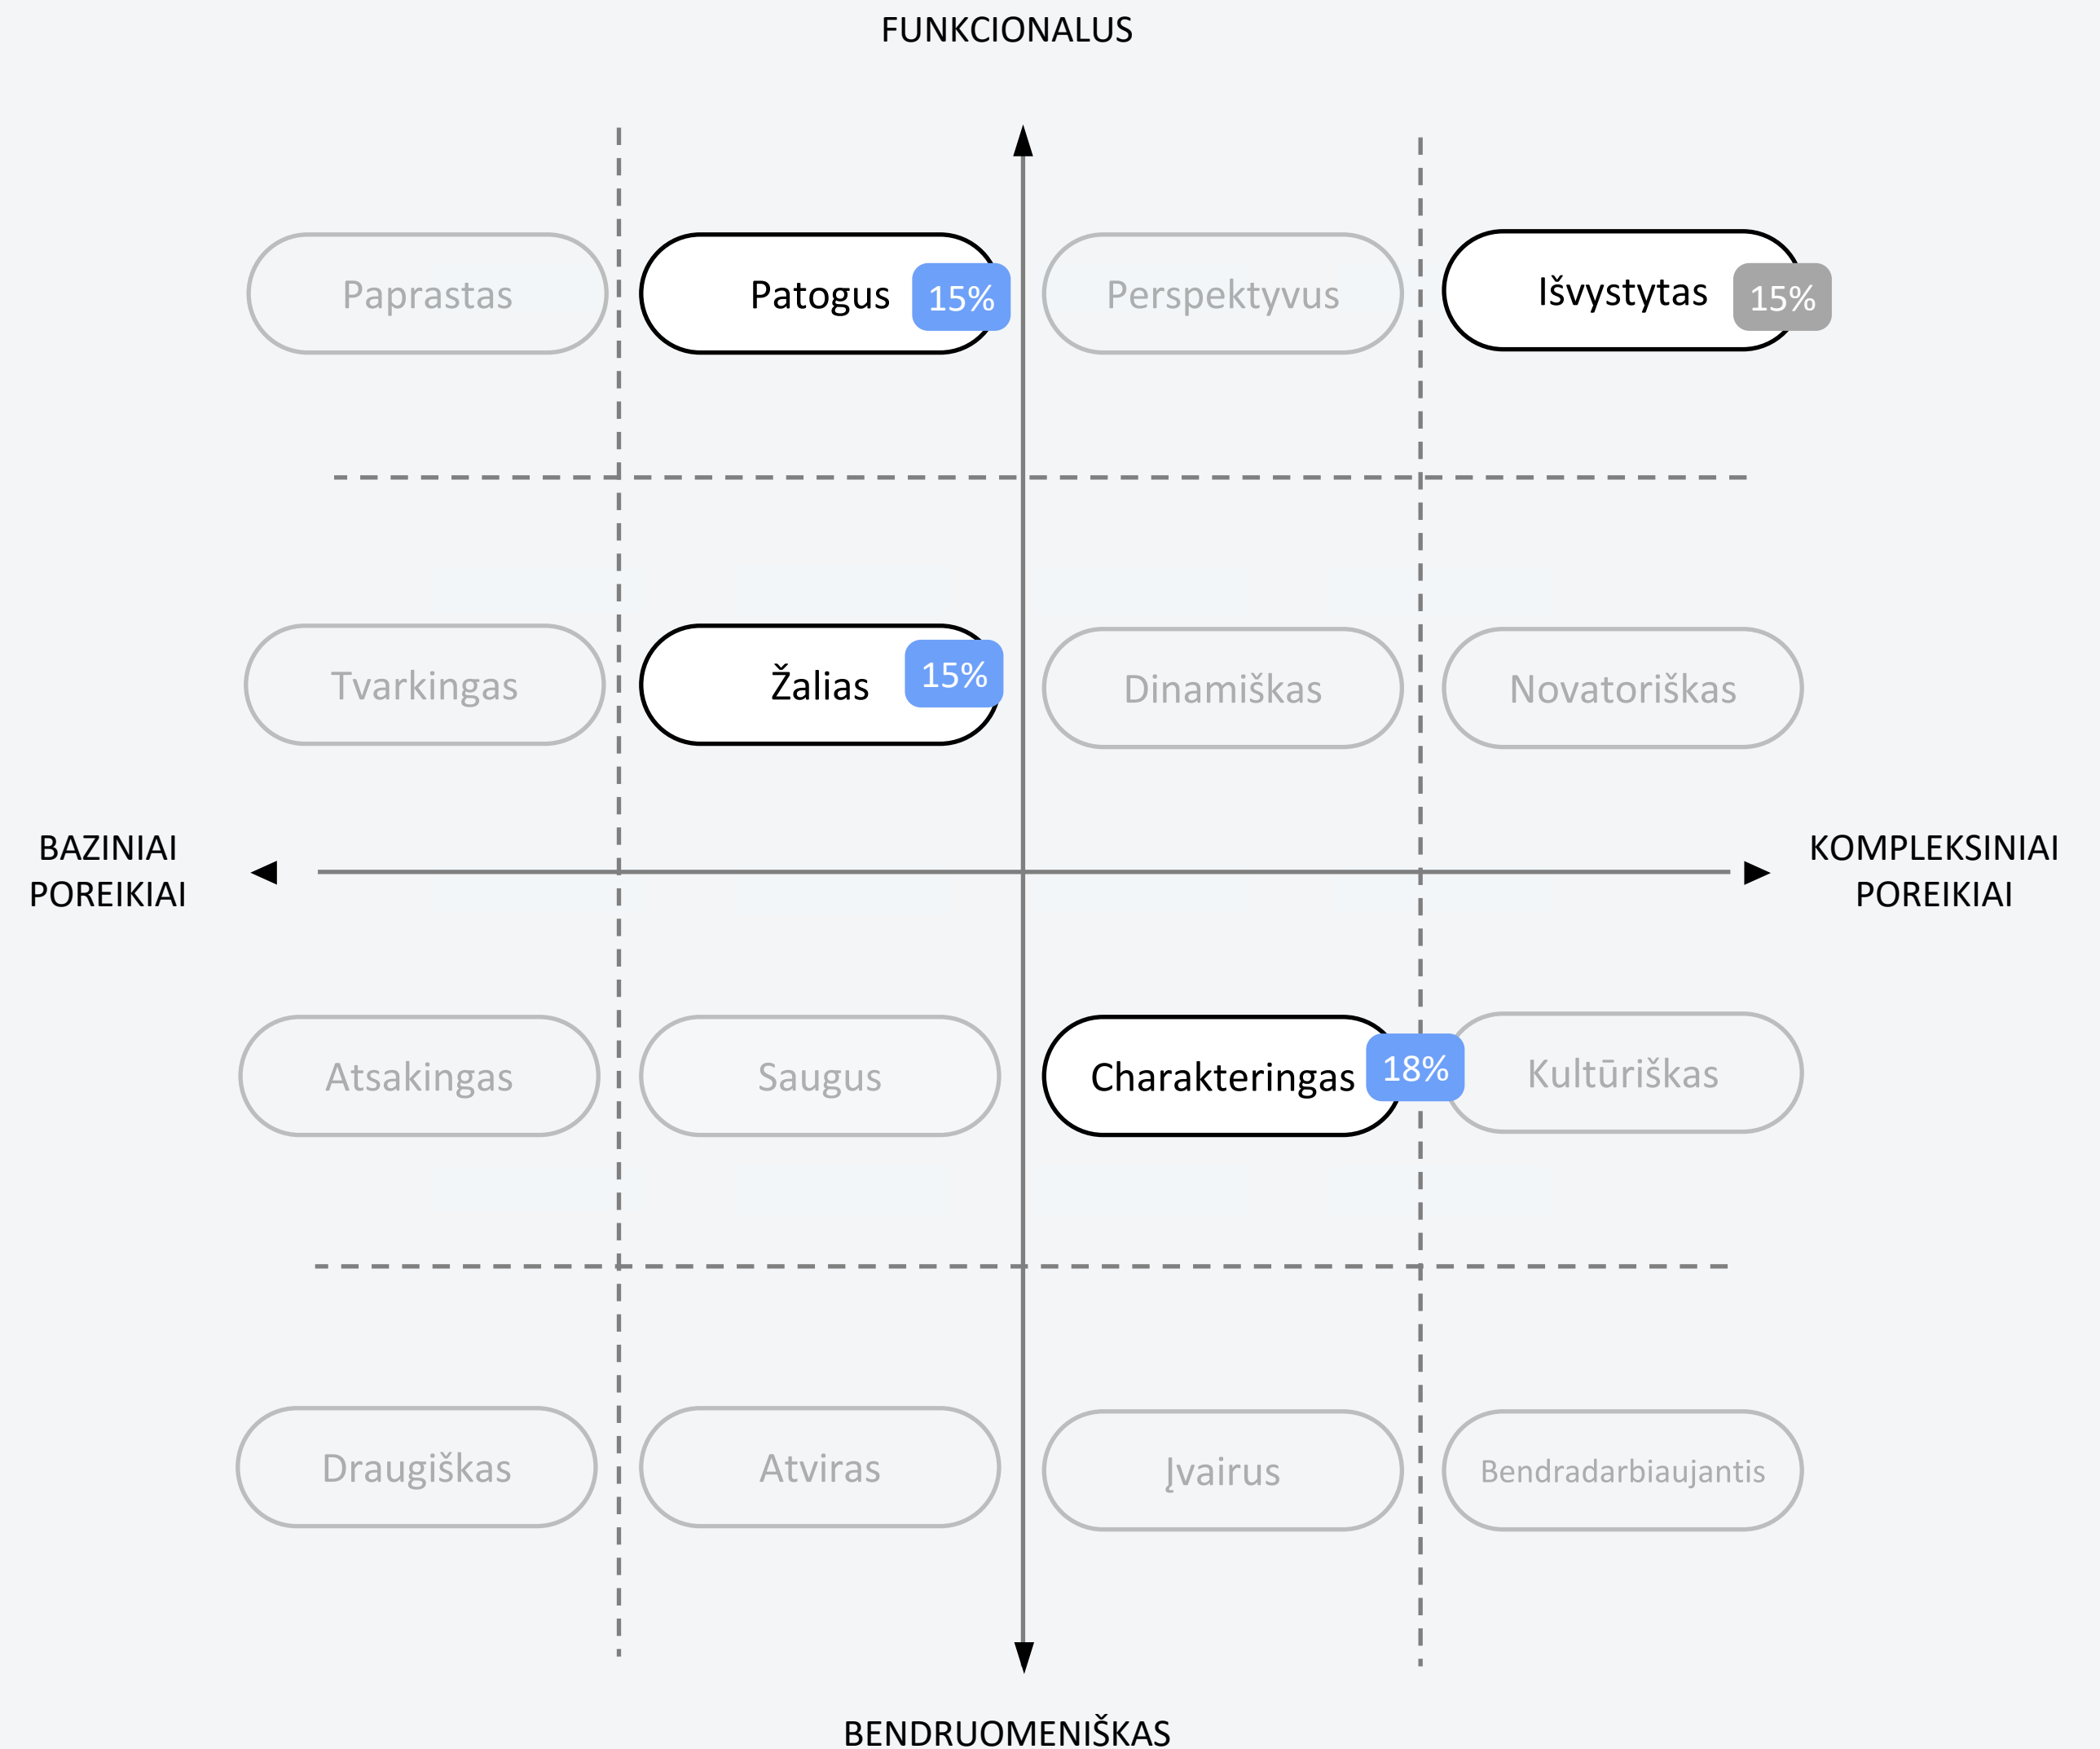 FUNKCIONALUS
Paprastas
Patogus
15%
Perspektyvus
Išvystytas
15%
Tvarkingas
Žalias
15%
Dinamiškas
Novatoriškas
BAZINIAI
POREIKIAI
KOMPLEKSINIAI
POREIKIAI
Atsakingas
Saugus
Charakteringas
18%
Kultūriškas
Draugiškas
Atviras
Įvairus
Bendradarbiaujantis
BENDRUOMENIŠKAS